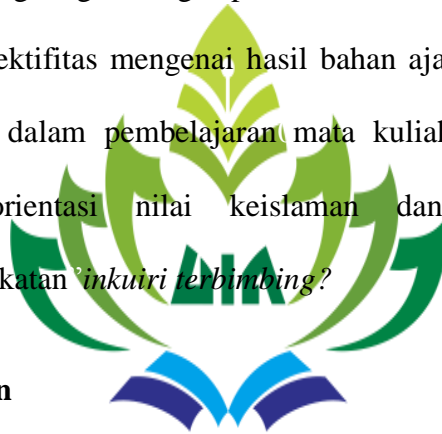 ektifitas mengenai hasil bahan aja
dalam pembelajaran mata kuliah
orientasi nilai keislaman dan
katan inkuiri terbimbing?
n